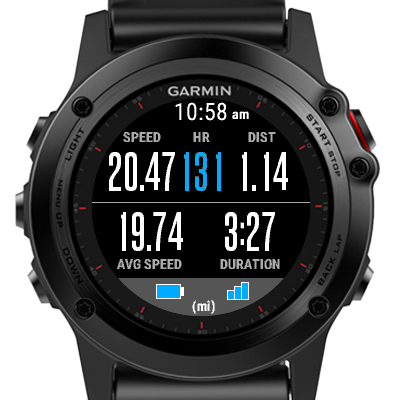 GARMIN
10:58 am
LIGHT
START STOP
SPEED HR DIST
20.47 131 1.14
MENU UP
19.74 3:27
AVG SPEED DURATION
DOWN
BACK LAP
(mi)